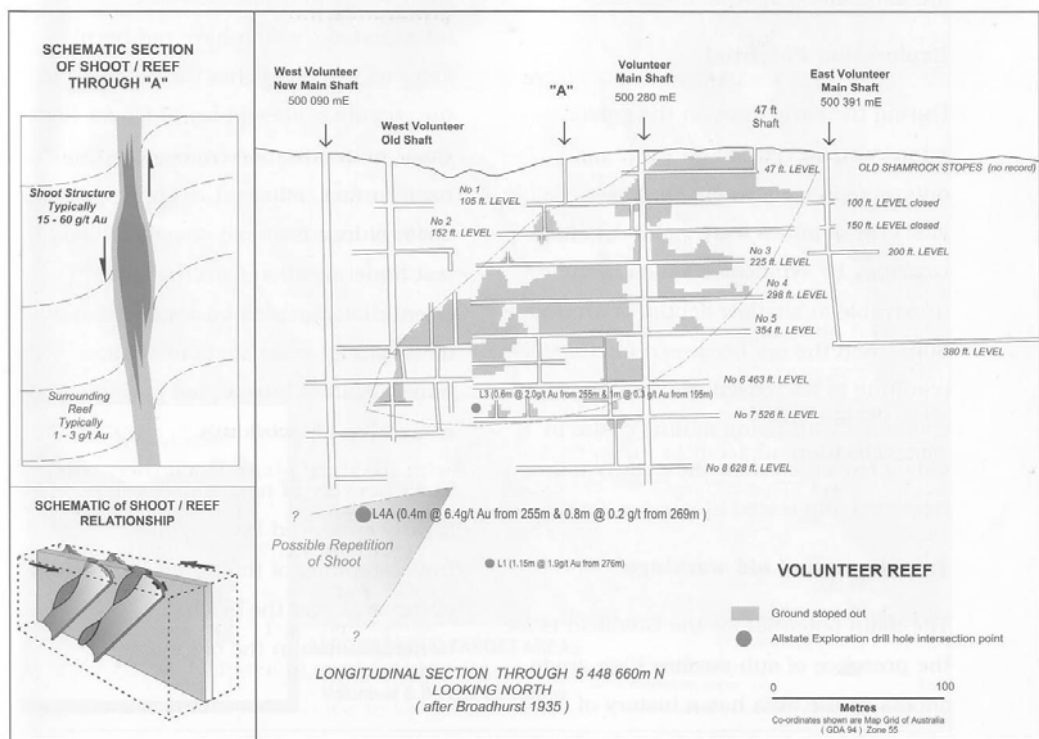 SCHEMATIC SECTION
OF SHOOT / REEF
THROUGH "A"
Shoot Structure
Typically
15 - 60 g/t Au
Surrounding
Reef
Typically
1 - 3 g/t Au
SCHEMATIC of SHOOT / REEF
RELATIONSHIP
West Volunteer
New Main Shaft
500 090 mE
West Volunteer
Old Shaft
"A"
Volunteer
Main Shaft
500 280 mE
47 ft
Shaft
East Volunteer
Main Shaft
500 391 mE
OLD SHAMROCK STOPES (no record)
47 ft. LEVEL
No 1
105 ft. LEVEL
100 ft. LEVEL closed
No 2
152 ft. LEVEL
150 ft. LEVEL closed
200 ft. LEVEL
No 3
225 ft. LEVEL
No 4
298 ft. LEVEL
No 5
354 ft. LEVEL
380 ft. LEVEL
No 6 463 ft. LEVEL
L3 (0.6m @ 2.0g/t Au from 255m & 1m @ 0.3 g/t Au from 195m)
No 7 526 ft. LEVEL
No 8 628 ft. LEVEL
?
L4A (0.4m @ 6.4g/t Au from 255m & 0.8m @ 0.2 g/t from 269m )
Possible Repetition
of Shoot
L1 (1.15m @ 1.9g/t Au from 276m)
?
VOLUNTEER REEF
Ground stoped out
Allstate Exploration drill hole intersection point
LONGITUDINAL SECTION THROUGH 5 448 660m N
LOOKING NORTH
( after Broadhurst 1935 )
0 100
Metres
Co-ordinates shown are Map Grid of Australia
( GDA 94 ) Zone 55